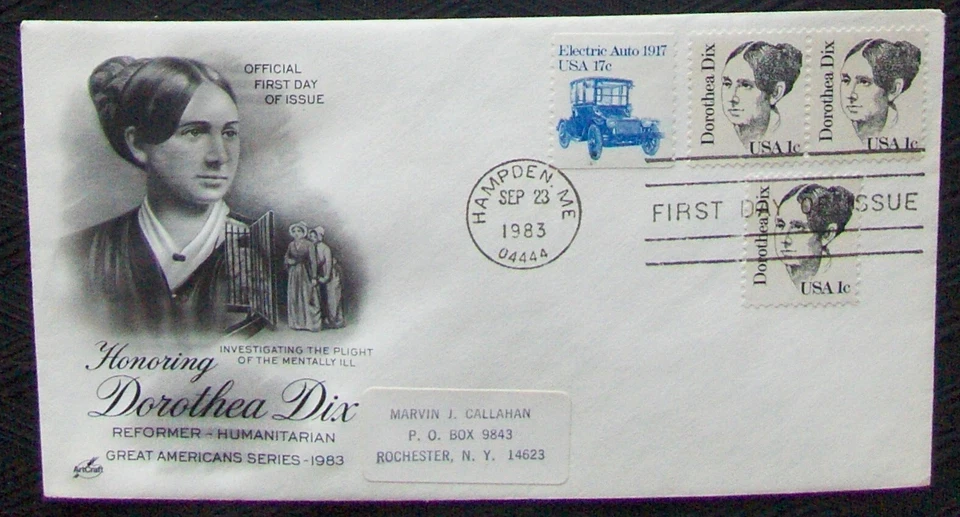 OFFICIAL
FIRST DAY
OF ISSUE
Electric Auto 1917
USA 17c
Dorothea Dix
USA 1c
Dorothea Dix
USA 1c
HAMPDEN, ME
SEP 23
1983
04444
FIRST DAY OF ISSUE
Dorothea Dix
USA 1c
INVESTIGATING THE PLIGHT
OF THE MENTALLY ILL
Honoring
Dorothea Dix
REFORMER - HUMANITARIAN
GREAT AMERICANS SERIES - 1983
ArtCraft
MARVIN J. CALLAHAN
P. O. BOX 9843
ROCHESTER, N. Y. 14623